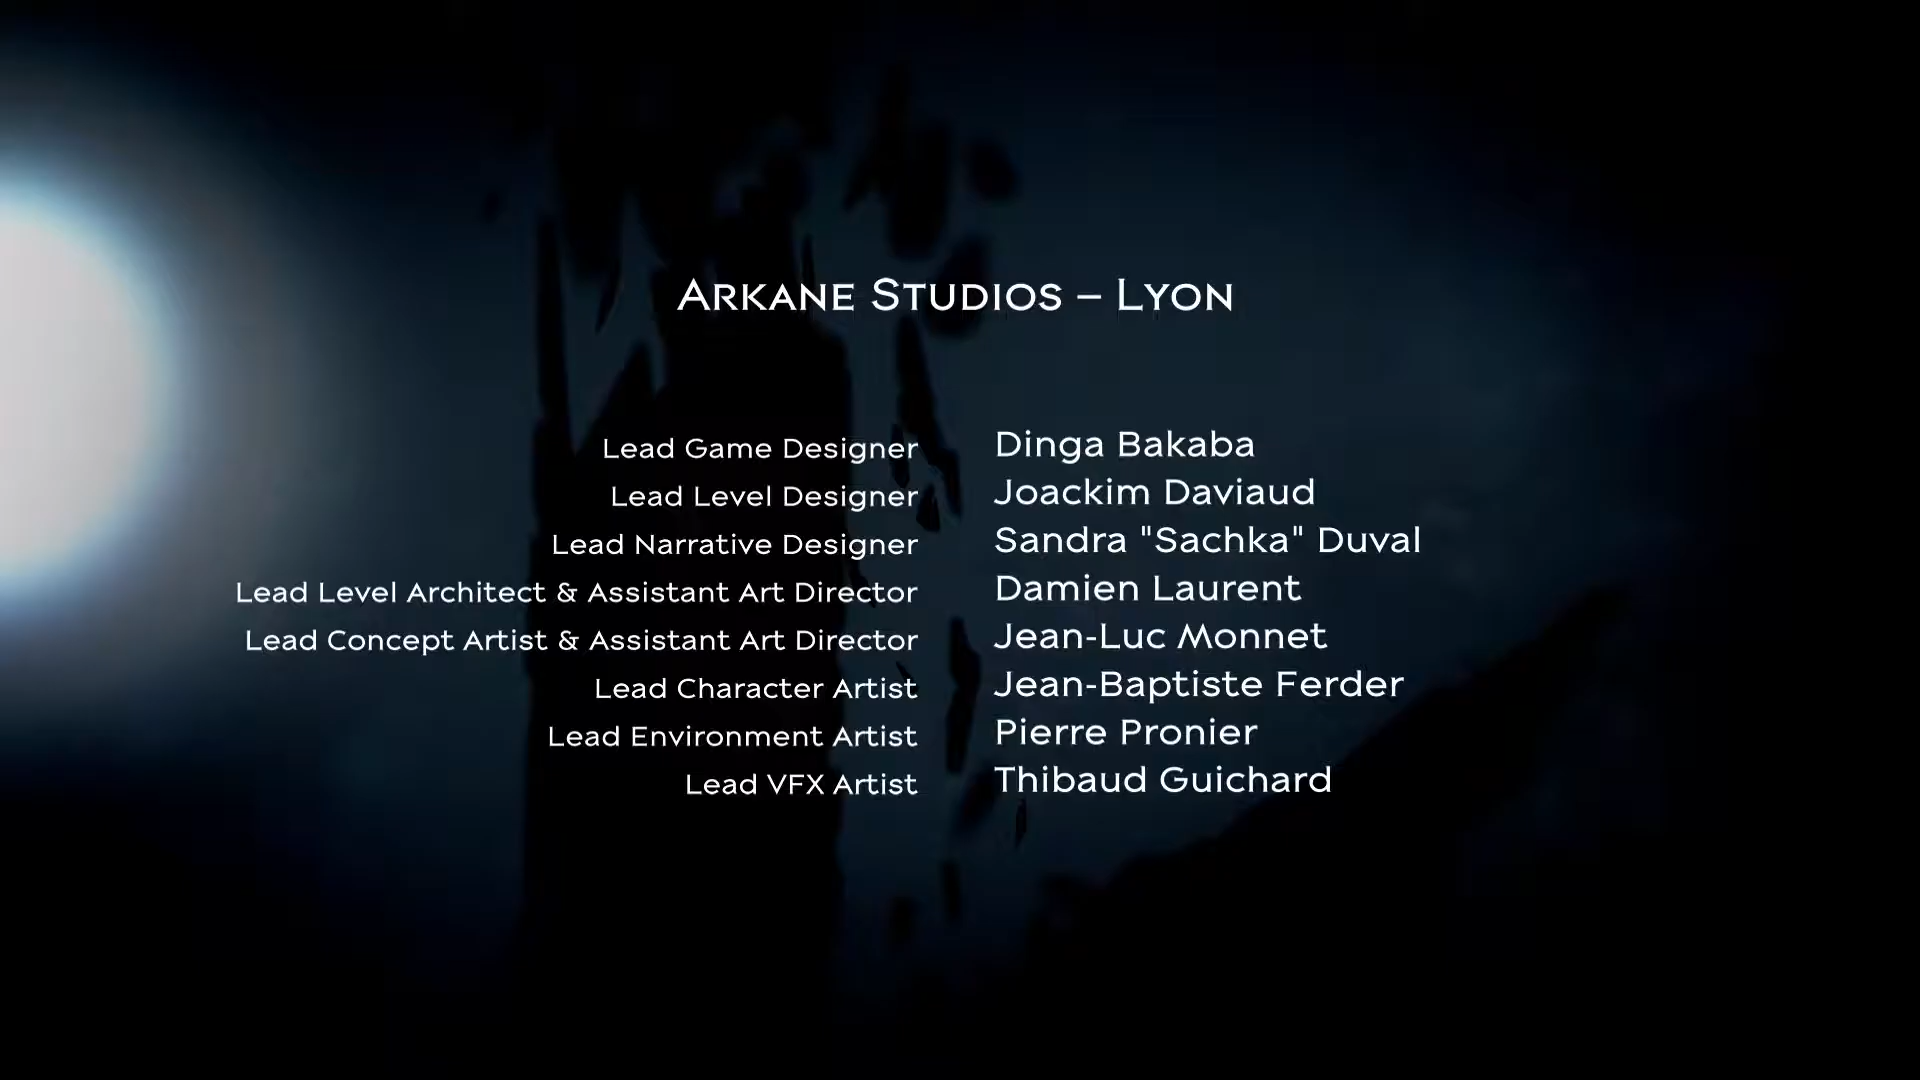 Arkane Studios – Lyon
Lead Game Designer Dinga Bakaba
Lead Level Designer Joackim Daviaud
Lead Narrative Designer Sandra "Sachka" Duval
Lead Level Architect & Assistant Art Director Damien Laurent
Lead Concept Artist & Assistant Art Director Jean-Luc Monnet
Lead Character Artist Jean-Baptiste Ferder
Lead Environment Artist Pierre Pronier
Lead VFX Artist Thibaud Guichard